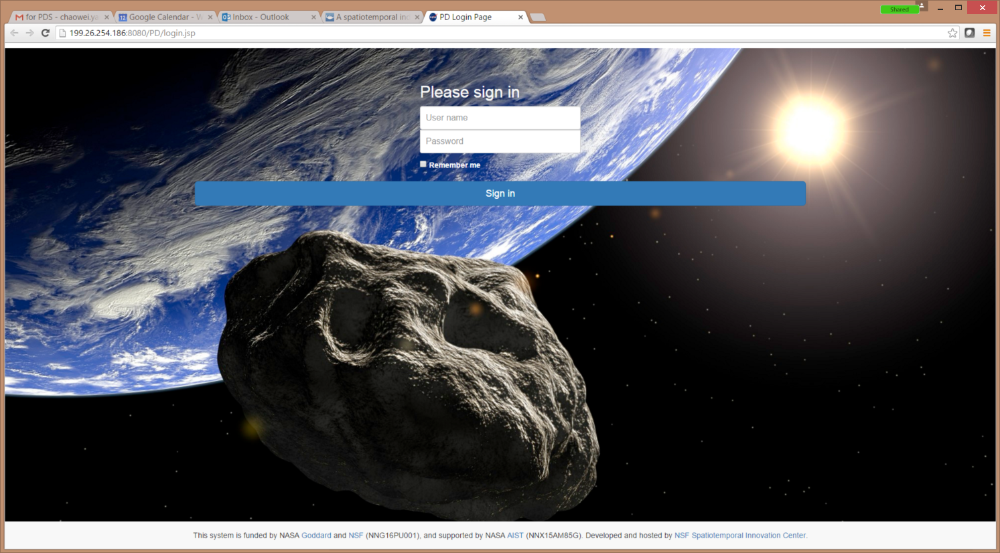 Shared
for PDS - chaowei.ya
Google Calendar - W
Inbox - Outlook
A spatiotemporal inno
PD Login Page
199.26.254.186:8080/PD/login.jsp
Please sign in
User name
Password
Remember me
Sign in
This system is funded by NASA Goddard and NSF (NNG16PU001), and supported by NASA AIST (NNX15AM85G). Developed and hosted by NSF Spatiotemporal Innovation Center.